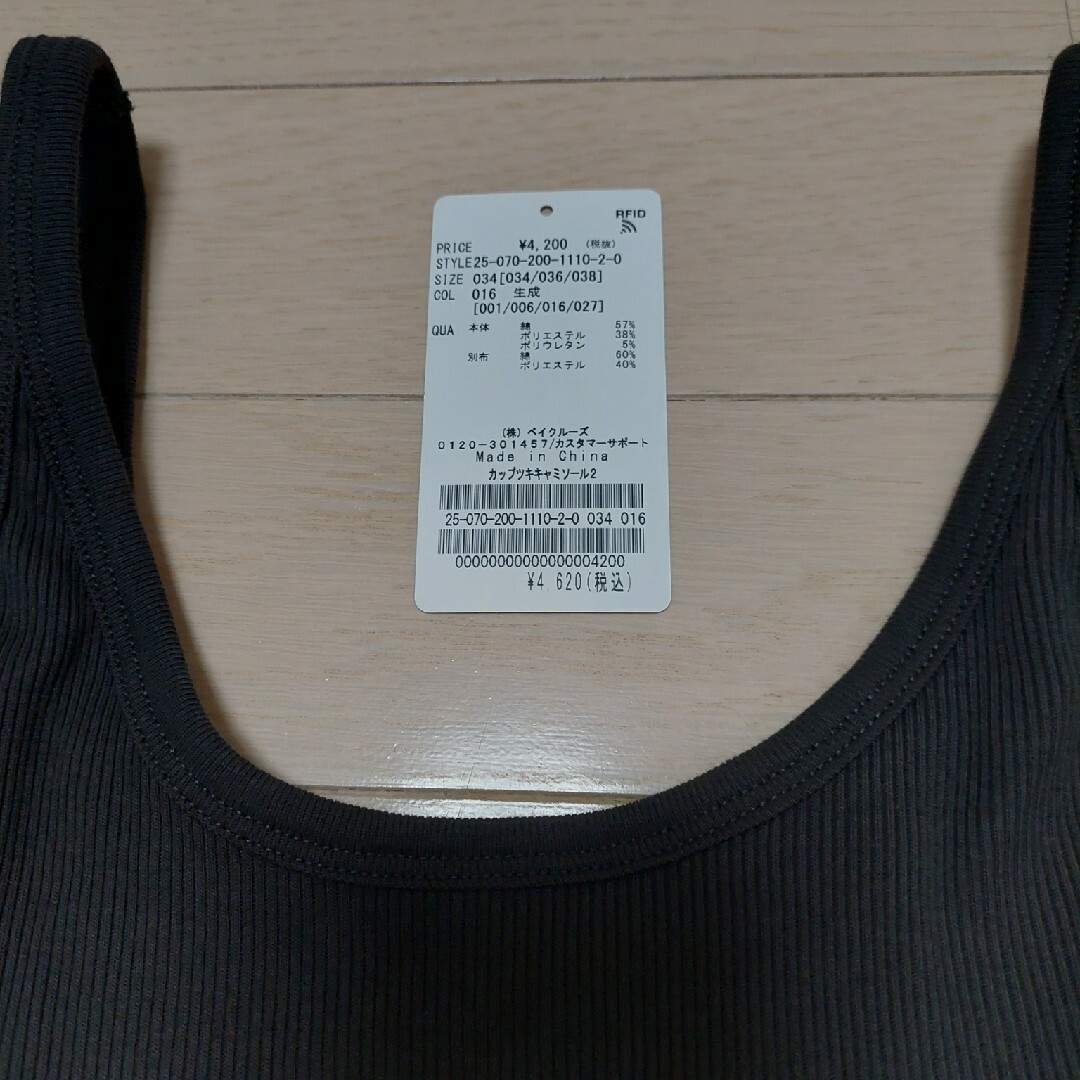 RFID
PRICE ¥4,200 (税抜)
STYLE25-070-200-1110-2-0
SIZE 034[034/036/038]
COL 016 生成
[001/006/016/027]
QUA 本体 綿 57%
ポリエステル 38%
ポリウレタン 5%
別布 綿 60%
ポリエステル 40%
(株) ベイクルーズ
0120-301457/カスタマーサポート
Made in China
カップツキキャミソール2
25-070-200-1110-2-0 034 016
00000000000000004200
¥4,620(税込)